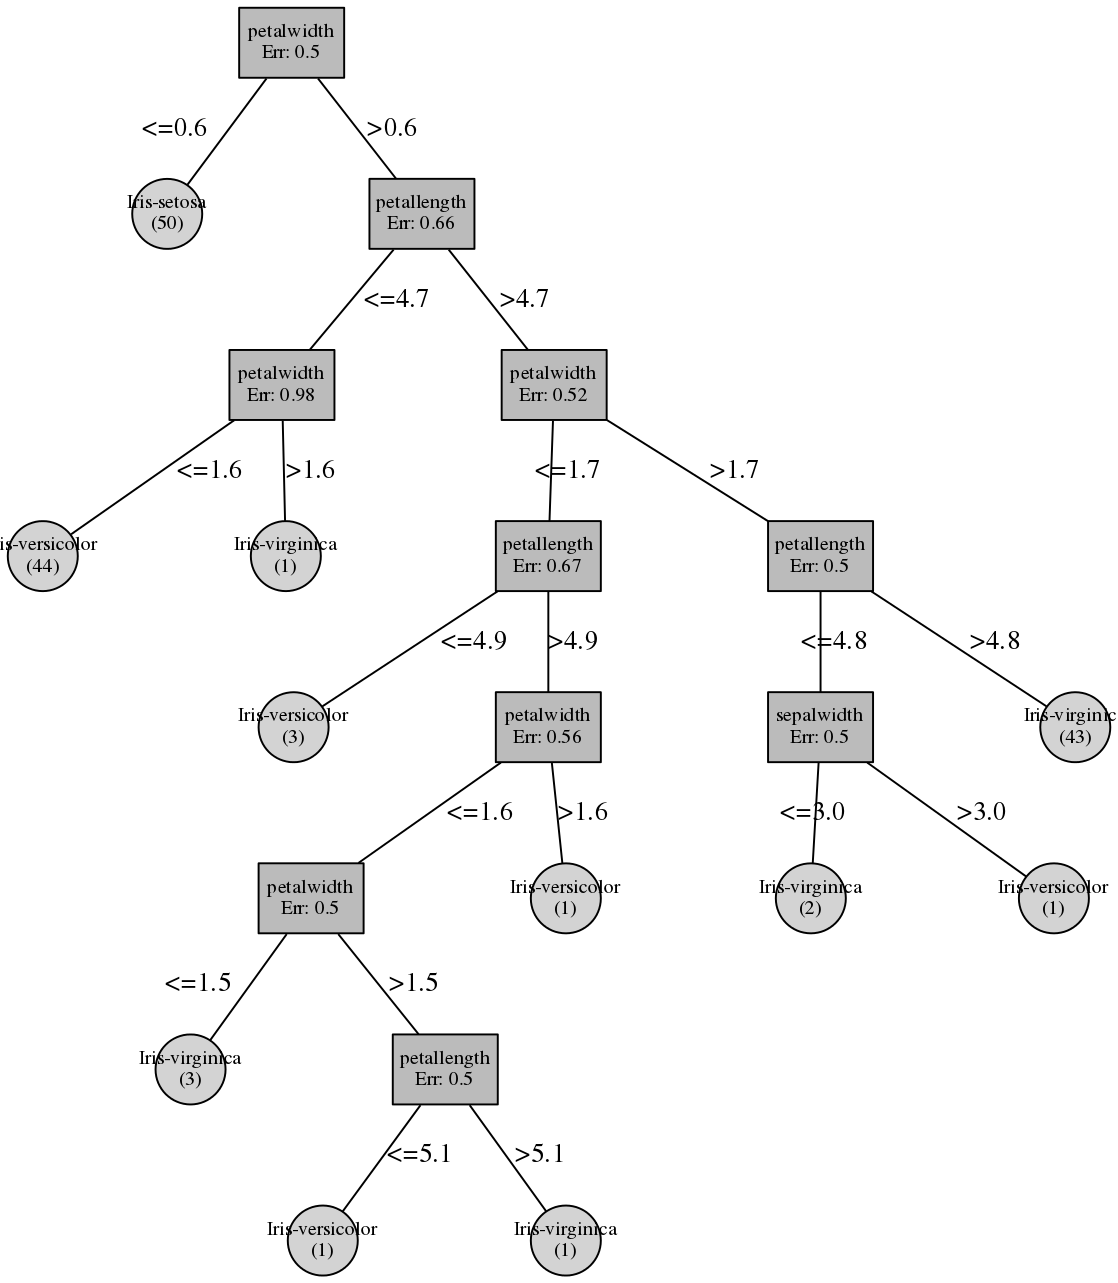 petalwidth
Err: 0.5
<=0.6
>0.6
Iris-setosa
(50)
petallength
Err: 0.66
<=4.7
>4.7
petalwidth
Err: 0.98
petalwidth
Err: 0.52
<=1.6
>1.6
<=1.7
>1.7
is-versicolor
(44)
Iris-virginica
(1)
petallength
Err: 0.67
petallength
Err: 0.5
<=4.9
>4.9
<=4.8
>4.8
Iris-versicolor
(3)
petalwidth
Err: 0.56
sepalwidth
Err: 0.5
Iris-virginic
(43)
<=1.6
>1.6
<=3.0
>3.0
petalwidth
Err: 0.5
Iris-versicolor
(1)
Iris-virginica
(2)
Iris-versicolor
(1)
<=1.5
>1.5
Iris-virginica
(3)
petallength
Err: 0.5
<=5.1
>5.1
Iris-versicolor
(1)
Iris-virginica
(1)